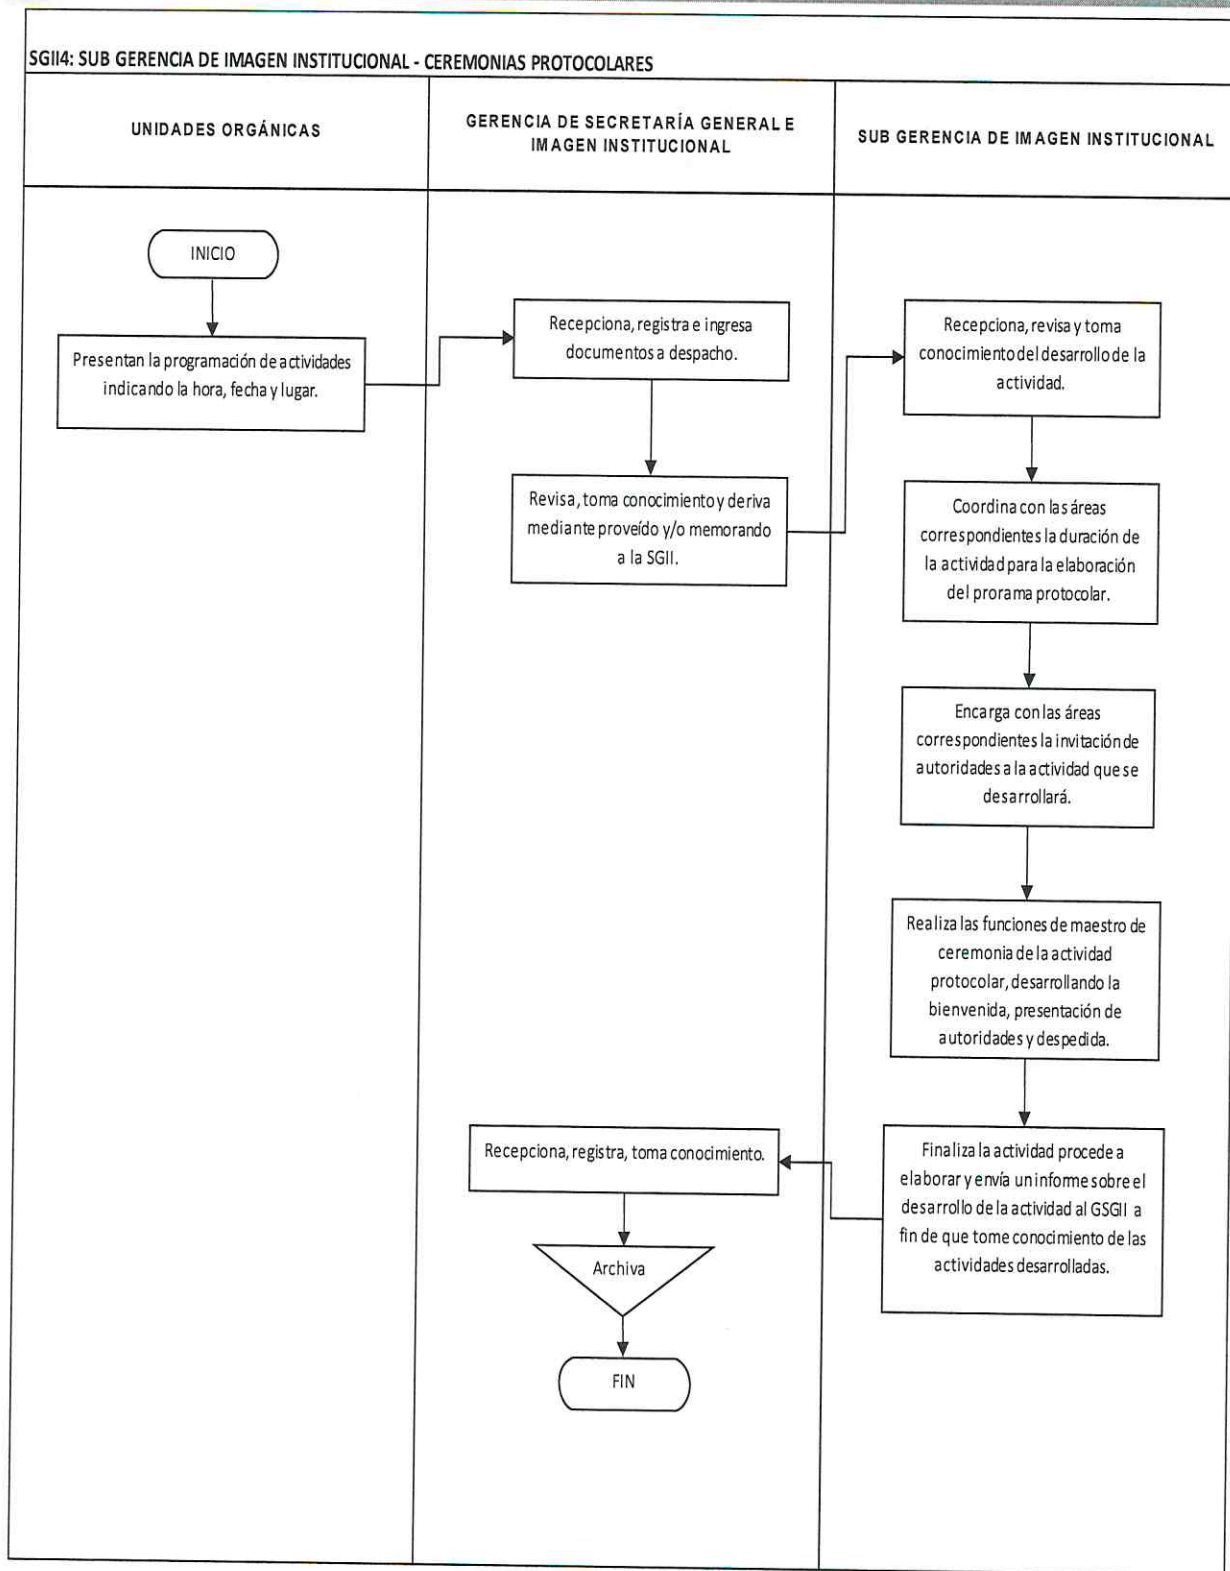 SGII4: SUB GERENCIA DE IMAGEN INSTITUCIONAL - CEREMONIAS PROTOCOLARES
UNIDADES ORGÁNICAS
GERENCIA DE SECRETARÍA GENERAL E
IMAGEN INSTITUCIONAL
SUB GERENCIA DE IMAGEN INSTITUCIONAL
INICIO
Presentan la programación de actividades
indicando la hora, fecha y lugar.
Recepciona, registra e ingresa
documentos a despacho.
Revisa, toma conocimiento y deriva
mediante proveído y/o memorando
a la SGII.
Recepciona, revisa y toma
conocimiento del desarrollo de la
actividad.
Coordina con las áreas
correspondientes la duración de
la actividad para la elaboración
del prorama protocolar.
Encarga con las áreas
correspondientes la invitación de
autoridades a la actividad que se
desarrollará.
Realiza las funciones de maestro de
ceremonia de la actividad
protocolar, desarrollando la
bienvenida, presentación de
autoridades y despedida.
Finaliza la actividad procede a
elaborar y envía un informe sobre el
desarrollo de la actividad al GSGII a
fin de que tome conocimiento de las
actividades desarrolladas.
Recepciona, registra, toma conocimiento.
Archiva
FIN